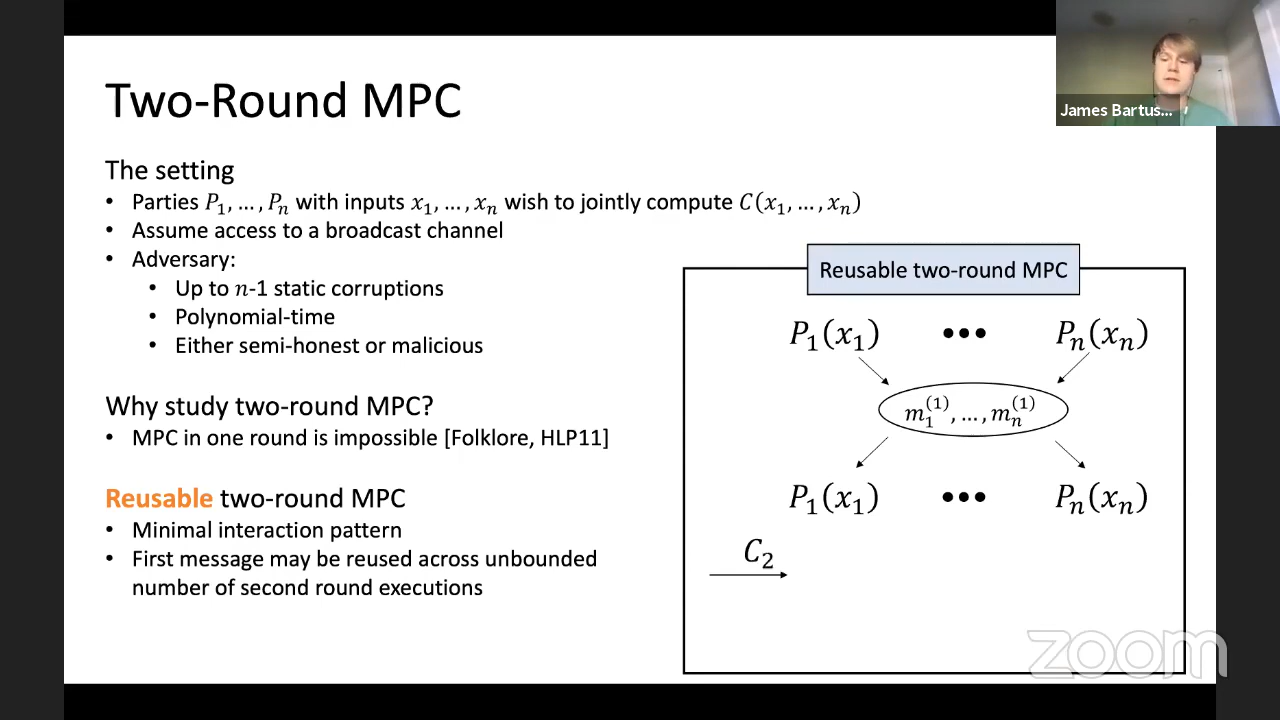 James Bartus...
Two-Round MPC
The setting
• Parties P₁, ..., Pₙ with inputs x₁, ..., xₙ wish to jointly compute C(x₁, ..., xₙ)
• Assume access to a broadcast channel
• Adversary:
• Up to n-1 static corruptions
• Polynomial-time
• Either semi-honest or malicious
Why study two-round MPC?
• MPC in one round is impossible [Folklore, HLP11]
Reusable two-round MPC
• Minimal interaction pattern
• First message may be reused across unbounded
number of second round executions
Reusable two-round MPC
P₁(x₁) ••• Pₙ(xₙ)
m₁⁽¹⁾, ..., mₙ⁽¹⁾
P₁(x₁) ••• Pₙ(xₙ)
C₂
zoom